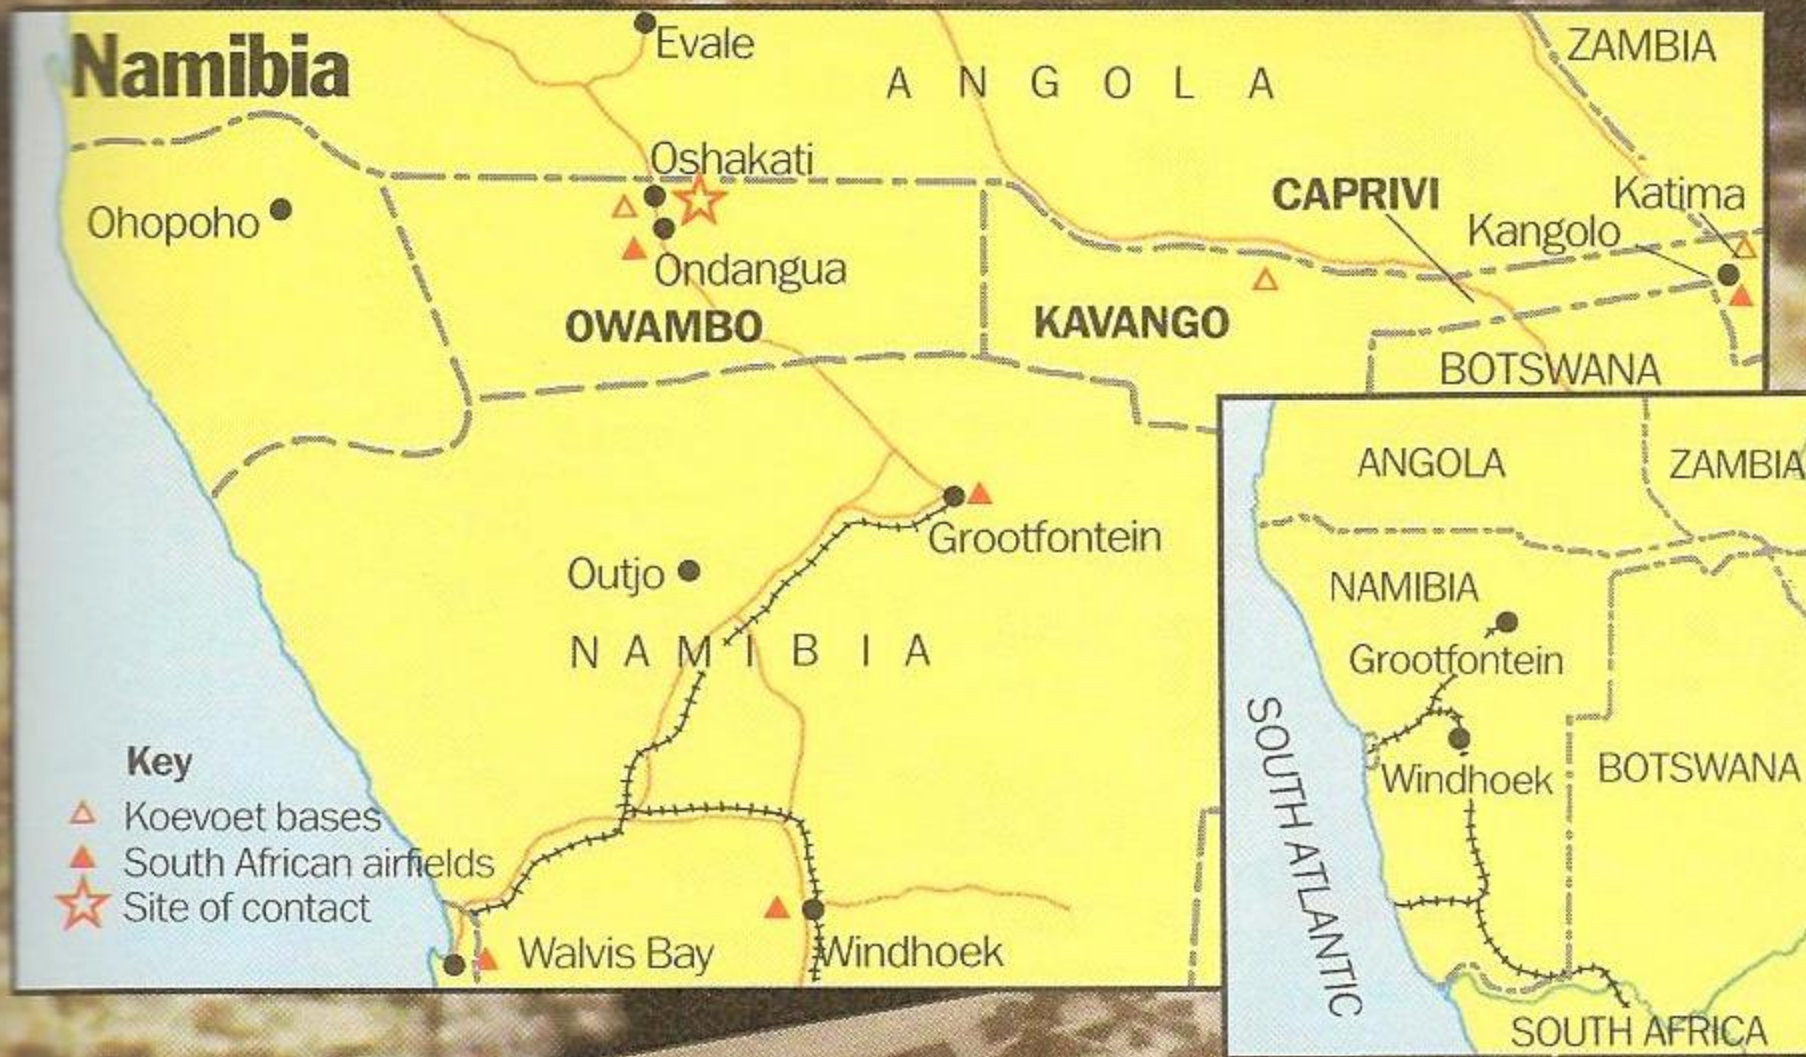 Namibia
Evale
ANGOLA
ZAMBIA
Oshakati
Ohopoho
CAPRIVI
Katima
Kangolo
Ondangua
OWAMBO
KAVANGO
BOTSWANA
Grootfontein
Outjo
NAMIBIA
Key
Koevoet bases
South African airfields
Site of contact
Walvis Bay
Windhoek
ANGOLA
ZAMBIA
NAMIBIA
Grootfontein
SOUTH ATLANTIC
Windhoek
BOTSWANA
SOUTH AFRICA